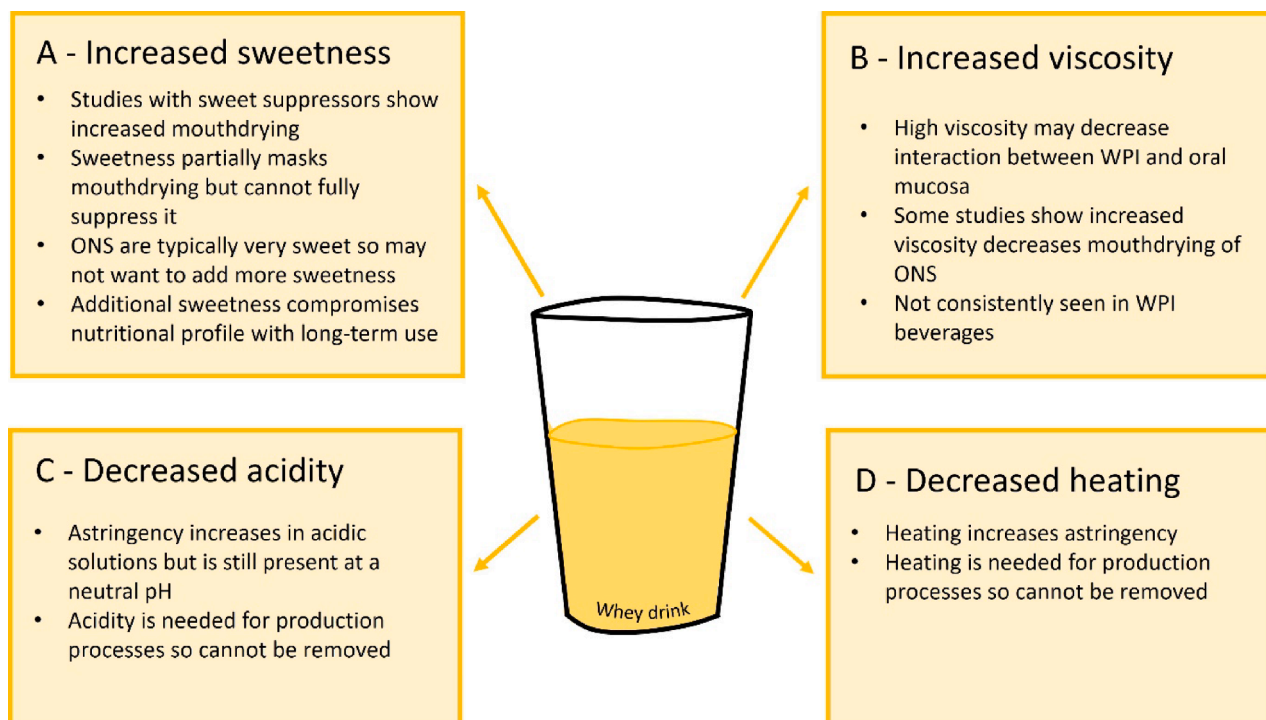 A - Increased sweetness
• Studies with sweet suppressors show
increased mouthdrying
• Sweetness partially masks
mouthdrying but cannot fully
suppress it
• ONS are typically very sweet so may
not want to add more sweetness
• Additional sweetness compromises
nutritional profile with long-term use
B - Increased viscosity
• High viscosity may decrease
interaction between WPI and oral
mucosa
• Some studies show increased
viscosity decreases mouthdrying of
ONS
• Not consistently seen in WPI
beverages
C - Decreased acidity
• Astringency increases in acidic
solutions but is still present at a
neutral pH
• Acidity is needed for production
processes so cannot be removed
D - Decreased heating
• Heating increases astringency
• Heating is needed for production
processes so cannot be removed
Whey drink